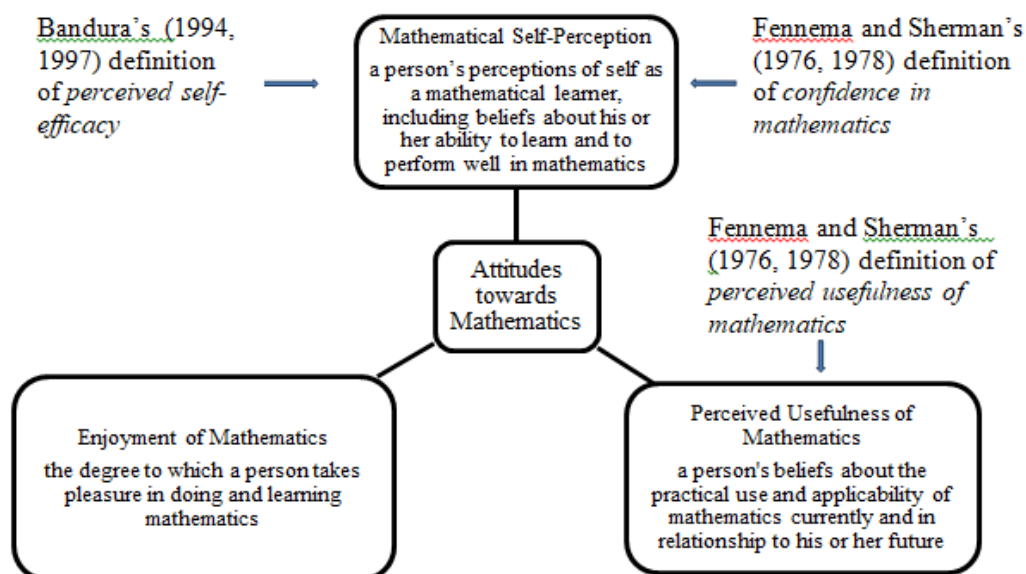 Bandura's (1994,
1997) definition
of perceived self-
efficacy
Mathematical Self-Perception
a person's perceptions of self as
a mathematical learner,
including beliefs about his or
her ability to learn and to
perform well in mathematics
Fennema and Sherman's
(1976, 1978) definition
of confidence in
mathematics
Attitudes
towards
Mathematics
Fennema and Sherman's
(1976, 1978) definition of
perceived usefulness of
mathematics
Enjoyment of Mathematics
the degree to which a person takes
pleasure in doing and learning
mathematics
Perceived Usefulness of
Mathematics
a person's beliefs about the
practical use and applicability of
mathematics currently and in
relationship to his or her future